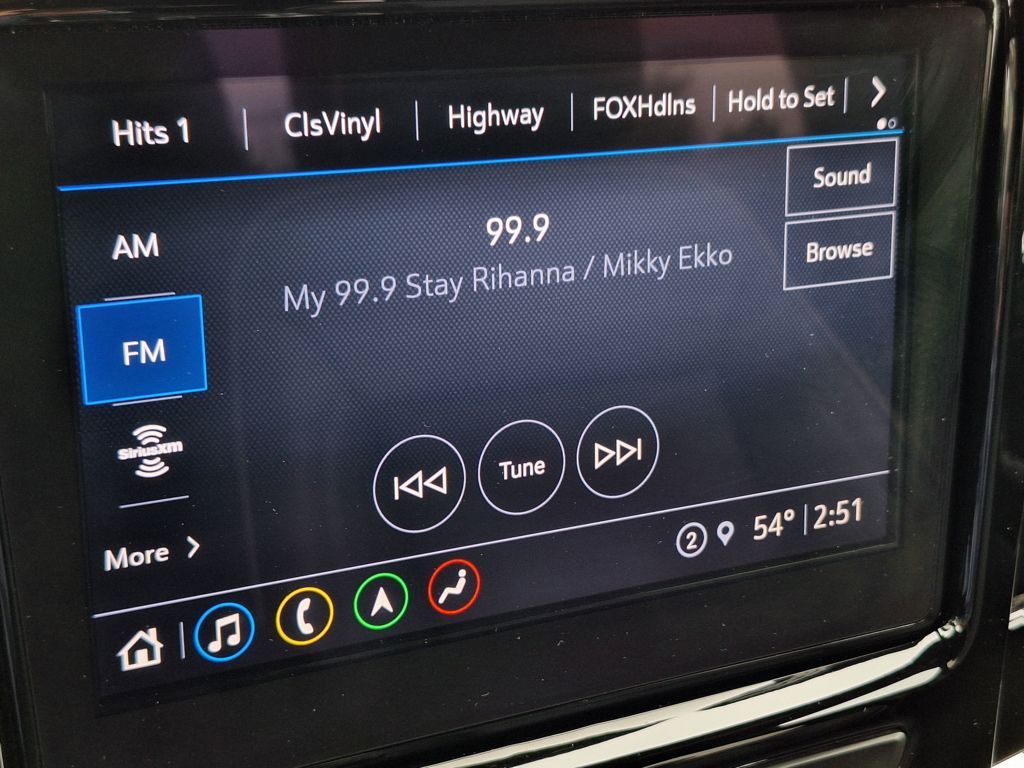 Hits 1 ClsVinyl Highway FOXHdlns Hold to Set
Sound
AM
99.9
Browse
My 99.9 Stay Rihanna / Mikky Ekko
FM
SiriusXM
Tune
More
2 54° 2:51